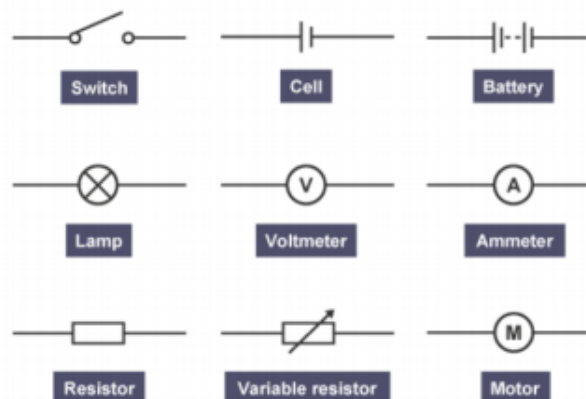 Switch
Cell
Battery
V
A
Lamp
Voltmeter
Ammeter
M
Resistor
Variable resistor
Motor